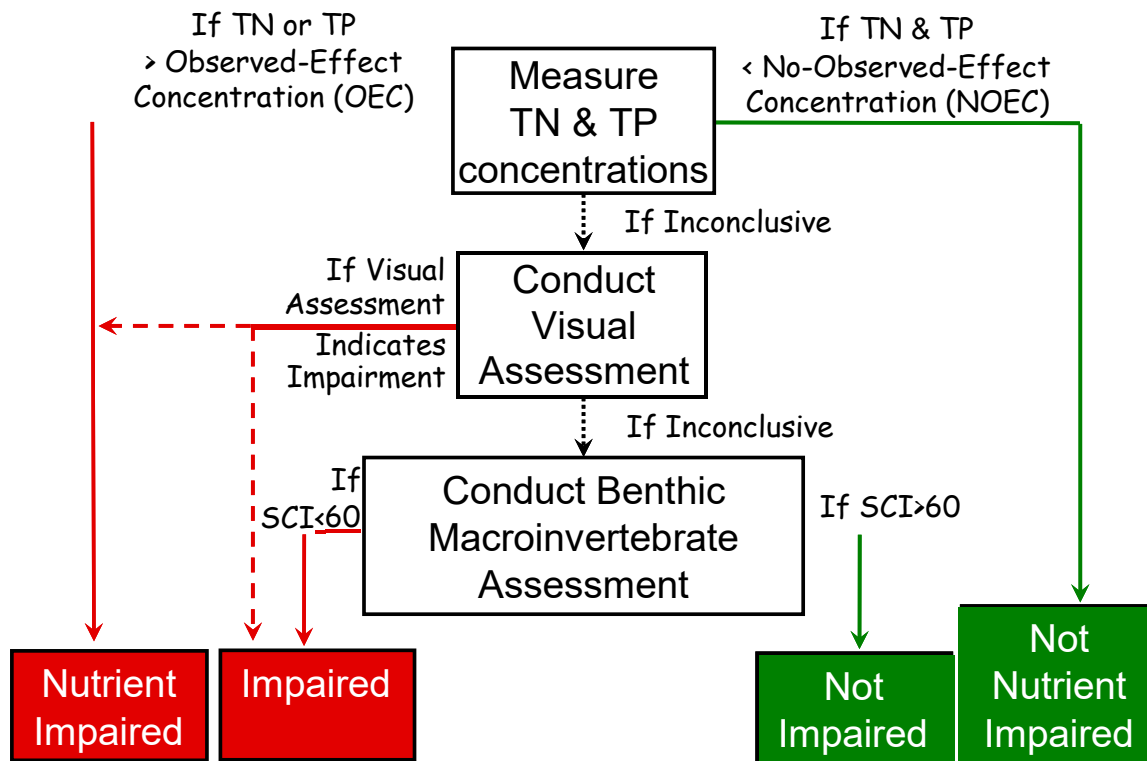 If TN or TP
> Observed-Effect
Concentration (OEC)
Measure
TN & TP
concentrations
If TN & TP
< No-Observed-Effect
Concentration (NOEC)
If Inconclusive
If Visual
Assessment
Indicates
Impairment
Conduct
Visual
Assessment
If Inconclusive
If
SCI<60
Conduct Benthic
Macroinvertebrate
Assessment
If SCI>60
Nutrient
Impaired
Impaired
Not
Impaired
Not
Nutrient
Impaired